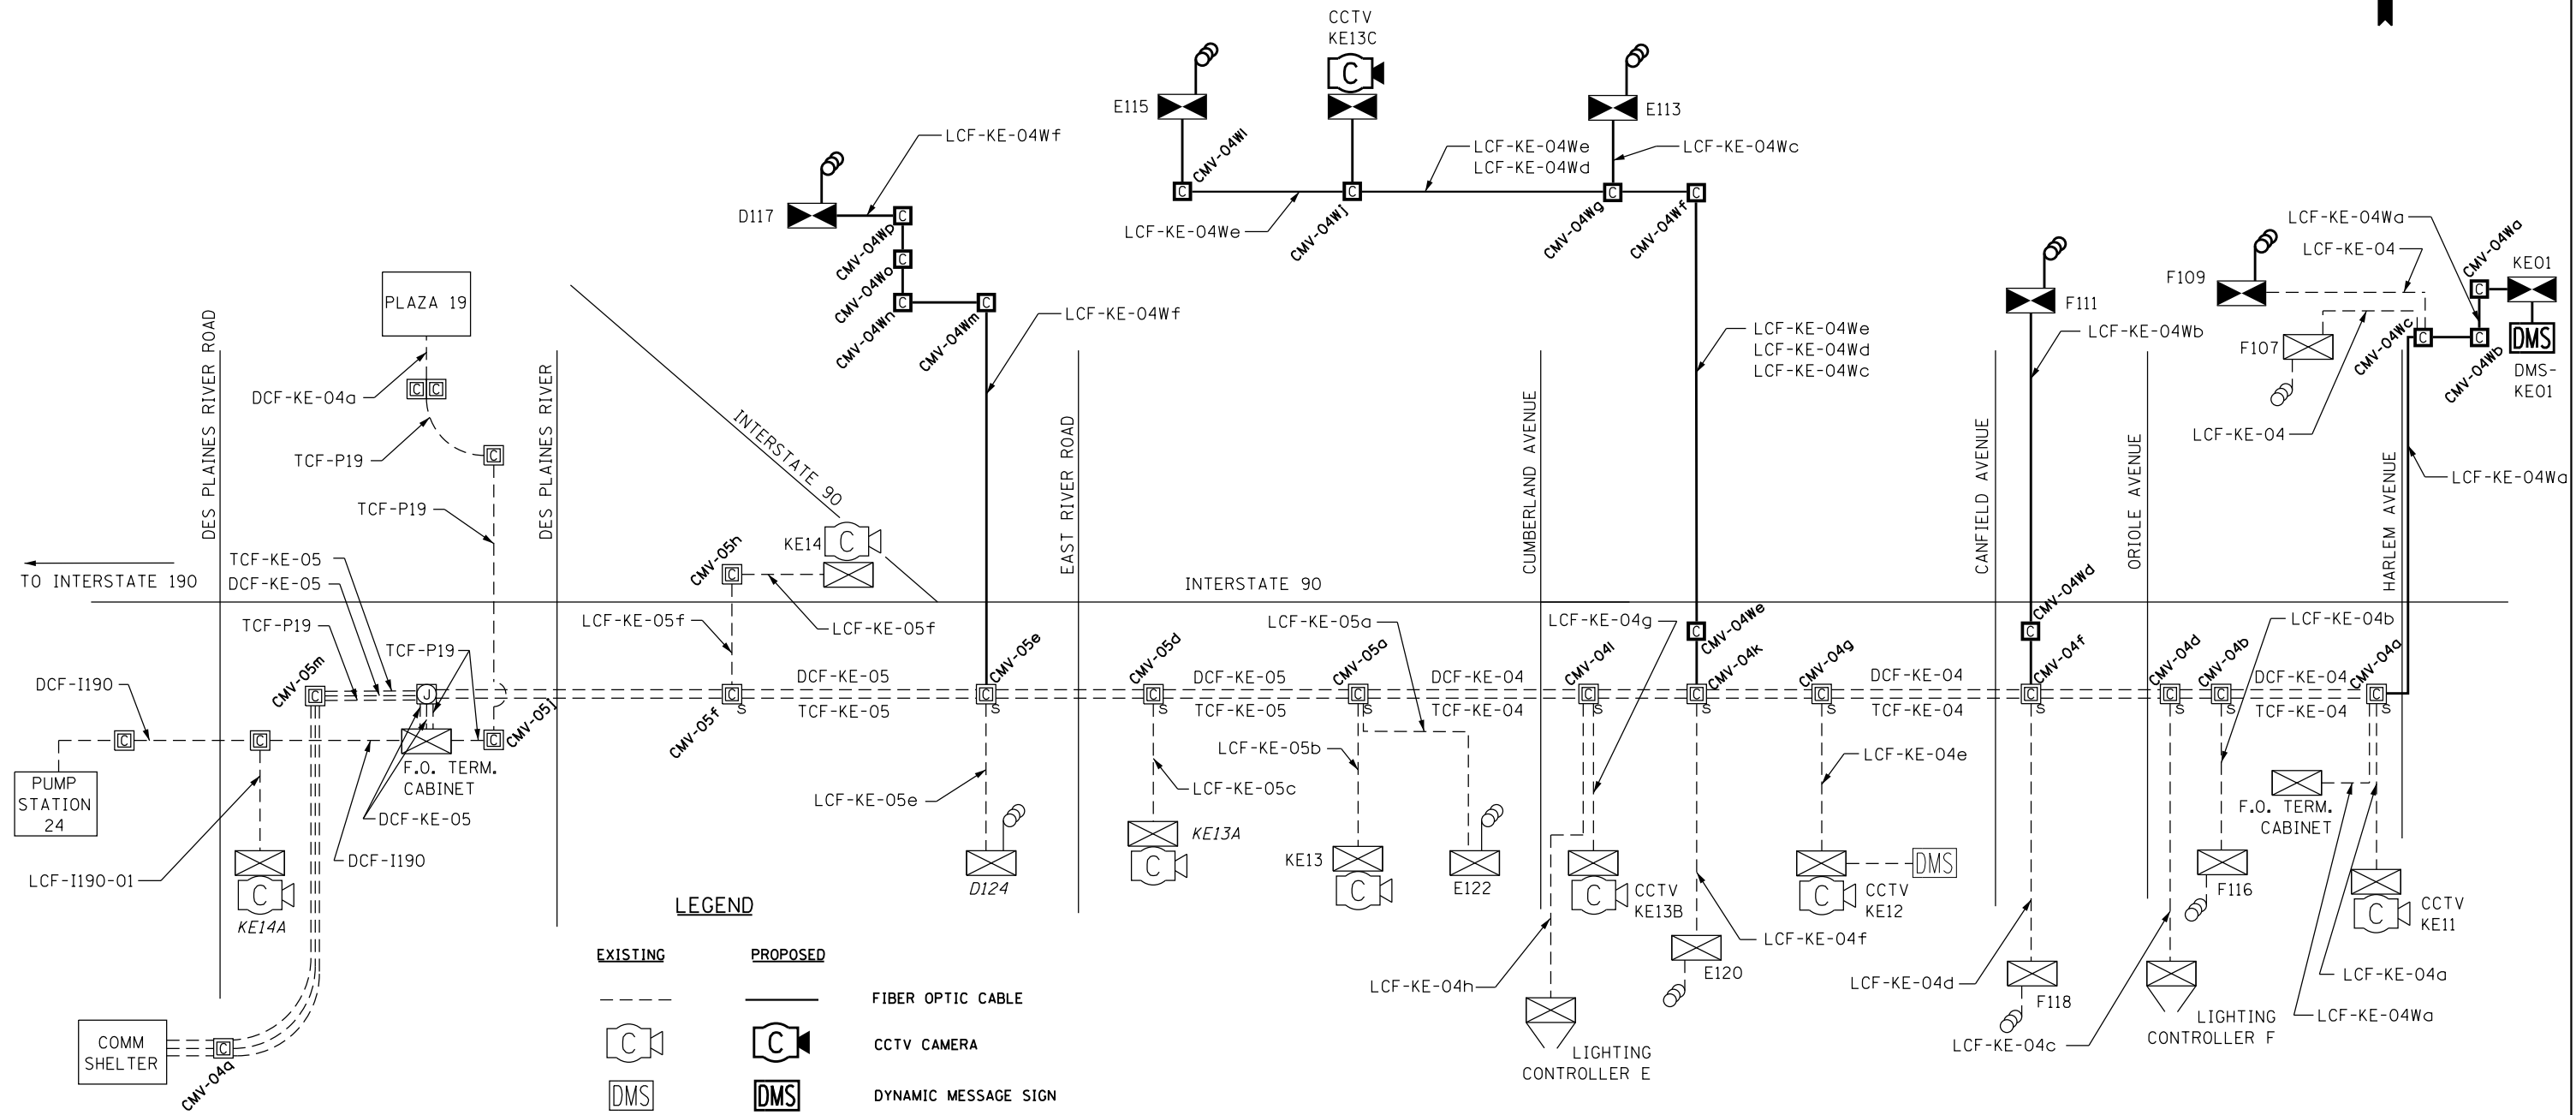 CCTV
KE13C
C
E115
E113
LCF-KE-04Wf
CMV-04Wl
LCF-KE-04We
LCF-KE-04Wd
LCF-KE-04Wc
D117
C
C
C
C
C
LCF-KE-04We
CMV-04Wj
CMV-04Wg
CMV-04Wf
CMV-04Wp
C
CMV-04Wo
C
CMV-04Wn
C
CMV-04Wm
LCF-KE-04Wf
LCF-KE-04Wa
LCF-KE-04
CMV-04Wa
F109
KE01
C
F111
LCF-KE-04Wb
F107
CMV-04Wc
C
C
CMV-04Wb
DMS
DMS-
KE01
LCF-KE-04
LCF-KE-04Wa
PLAZA 19
DCF-KE-04a
C
C
TCF-P19
C
TCF-P19
LCF-KE-04We
LCF-KE-04Wd
LCF-KE-04Wc
DES PLAINES RIVER ROAD
DES PLAINES RIVER
INTERSTATE 90
EAST RIVER ROAD
CUMBERLAND AVENUE
CANFIELD AVENUE
ORIOLE AVENUE
HARLEM AVENUE
TO INTERSTATE 190
TCF-KE-05
DCF-KE-05
TCF-P19
KE14
C
CMV-05h
C
LCF-KE-05f
LCF-KE-05f
INTERSTATE 90
LCF-KE-05a
LCF-KE-04g
C
CMV-04We
C
CMV-04Wd
LCF-KE-04b
DCF-I190
CMV-05m
C
TCF-P19
J
CMV-05j
C
CMV-05f
C
S
DCF-KE-05
TCF-KE-05
CMV-05e
C
S
CMV-05d
C
S
DCF-KE-05
TCF-KE-05
CMV-05a
C
S
DCF-KE-04
TCF-KE-04
CMV-04l
C
S
CMV-04k
C
S
CMV-04g
C
S
DCF-KE-04
TCF-KE-04
CMV-04f
C
S
CMV-04d
C
S
CMV-04b
C
S
DCF-KE-04
TCF-KE-04
CMV-04a
C
S
C
C
PUMP
STATION
24
F.O. TERM.
CABINET
DCF-KE-05
DCF-I190
LCF-I190-01
C
KE14A
LCF-KE-05e
D124
LCF-KE-05c
KE13A
C
LCF-KE-05b
KE13
C
E122
LCF-KE-04h
C
CCTV
KE13B
LIGHTING
CONTROLLER E
LCF-KE-04f
E120
LCF-KE-04e
DMS
C
CCTV
KE12
LCF-KE-04d
F118
LCF-KE-04c
LIGHTING
CONTROLLER F
F116
F.O. TERM.
CABINET
C
CCTV
KE11
LCF-KE-04a
LCF-KE-04Wa
COMM
SHELTER
C
CMV-04q
LEGEND
EXISTING PROPOSED
FIBER OPTIC CABLE
C C CCTV CAMERA
DMS DMS DYNAMIC MESSAGE SIGN